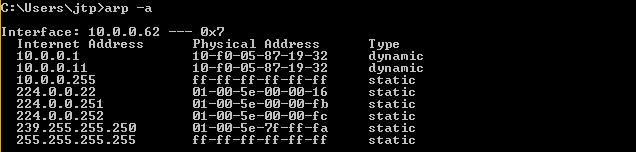 C:\Users\jtp>arp -a
Interface: 10.0.0.62 --- 0x7
Internet Address Physical Address Type
10.0.0.1 10-f0-05-87-19-32 dynamic
10.0.0.11 10-f0-05-87-19-32 dynamic
10.0.0.255 ff-ff-ff-ff-ff-ff static
224.0.0.22 01-00-5e-00-00-16 static
224.0.0.251 01-00-5e-00-00-fb static
224.0.0.252 01-00-5e-00-00-fc static
239.255.255.250 01-00-5e-7f-ff-fa static
255.255.255.255 ff-ff-ff-ff-ff-ff static